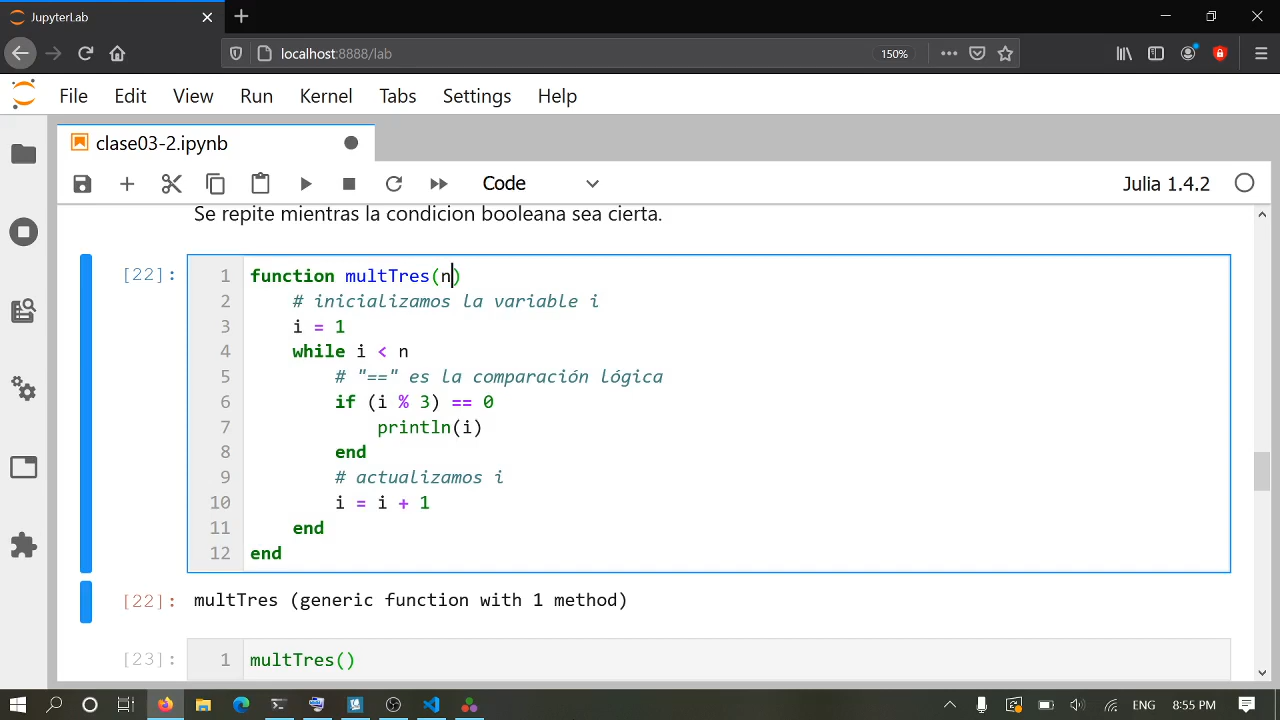 JupyterLab
localhost:8888/lab
150%
File Edit View Run Kernel Tabs Settings Help
clase03-2.ipynb
Code
Julia 1.4.2
Se repite mientras la condicion booleana sea cierta.
[22]:
1 function multTres(n)
2 # inicializamos la variable i
3 i = 1
4 while i < n
5 # "==" es la comparación lógica
6 if (i % 3) == 0
7 println(i)
8 end
9 # actualizamos i
10 i = i + 1
11 end
12 end
[22]: multTres (generic function with 1 method)
[23]: 1 multTres()
ENG 8:55 PM